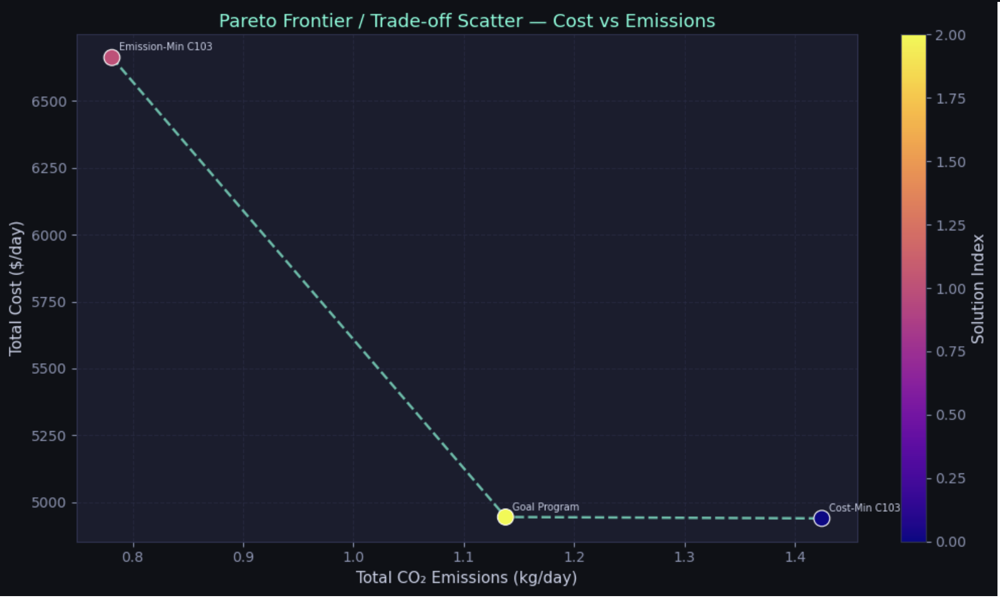 Pareto Frontier / Trade-off Scatter — Cost vs Emissions
Emission-Min C103
Goal Program
Cost-Min C103
Total Cost ($/day)
6500
6250
6000
5750
5500
5250
5000
0.8 0.9 1.0 1.1 1.2 1.3 1.4
Total CO₂ Emissions (kg/day)
2.00
1.75
1.50
1.25
1.00
0.75
0.50
0.25
0.00
Solution Index